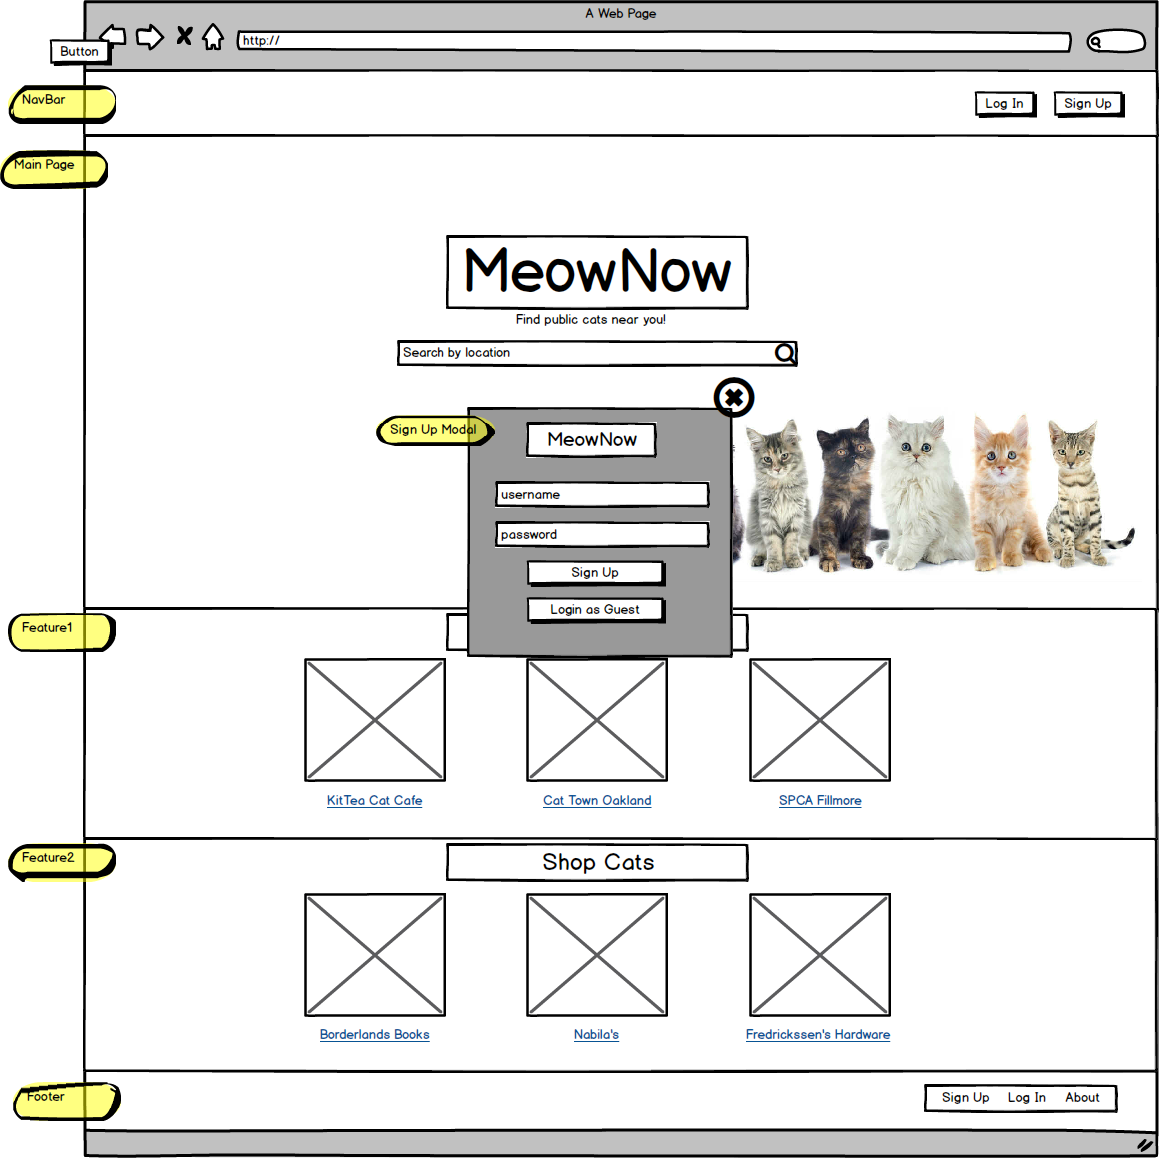 A Web Page
http://
Button
NavBar
Log In
Sign Up
Main Page
MeowNow
Find public cats near you!
Search by location
Sign Up Modal
MeowNow
username
password
Sign Up
Login as Guest
Feature1
KitTea Cat Cafe
Cat Town Oakland
SPCA Fillmore
Feature2
Shop Cats
Borderlands Books
Nabila's
Fredrickssen's Hardware
Footer
Sign Up Log In About